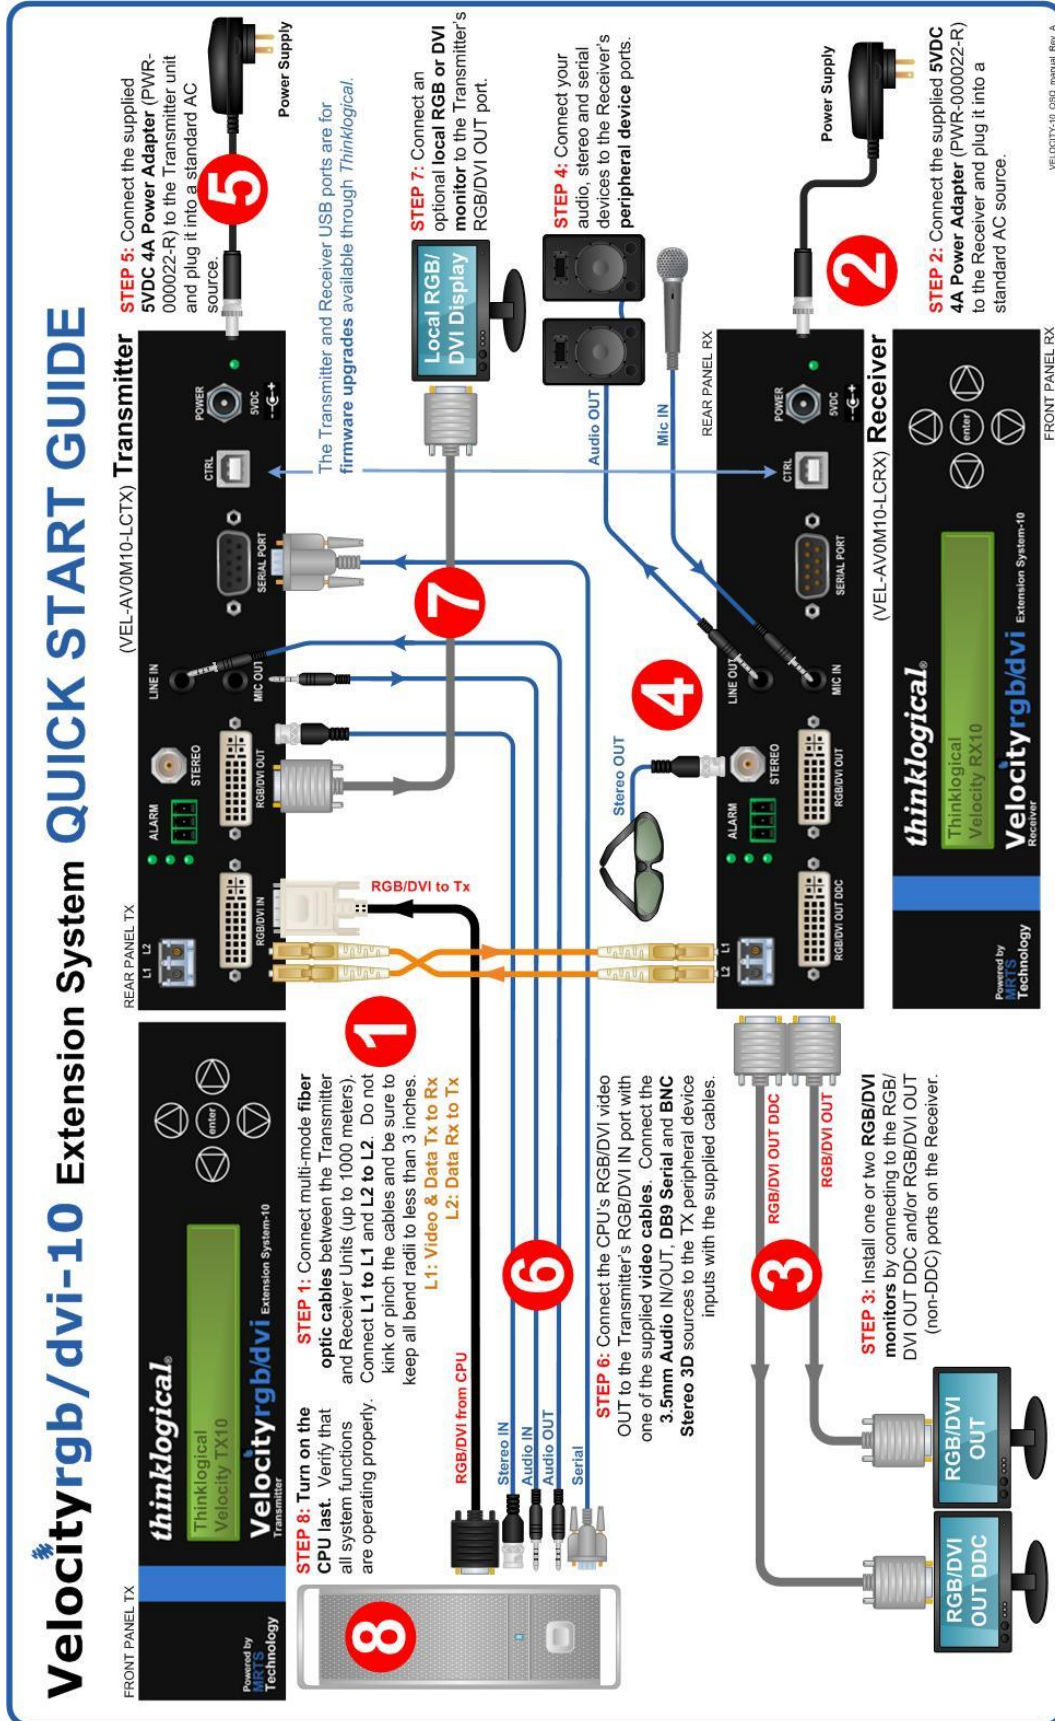 Velocityrgb/dvi-10 Extension System QUICK START GUIDE
FRONT PANEL TX
thinklogical®
Thinklogical
Velocity TX10
Velocityrgb/dvi Extension System-10
Transmitter
Powered by
MRTS
Technology
enter
REAR PANEL TX
(VEL-AV0M10-LCTX) Transmitter
L1 L2
RGB/DVI IN
ALARM
STEREO
RGB/DVI OUT
LINE IN
MIC OUT
SERIAL PORT
CTRL
POWER
5VDC
STEP 5: Connect the supplied
5VDC 4A Power Adapter (PWR-
000022-R) to the Transmitter unit
and plug it into a standard AC
source.
5
Power Supply
STEP 8: Turn on the
CPU last. Verify that
all system functions
are operating properly.
8
STEP 1: Connect multi-mode fiber
optic cables between the Transmitter
and Receiver Units (up to 1000 meters).
Connect L1 to L1 and L2 to L2. Do not
kink or pinch the cables and be sure to
keep all bend radii to less than 3 inches.
L1: Video & Data Tx to Rx
L2: Data Rx to Tx
1
RGB/DVI to Tx
RGB/DVI from CPU
Stereo IN
Audio IN
Audio OUT
Serial
6
STEP 6: Connect the CPU's RGB/DVI video
OUT to the Transmitter's RGB/DVI IN port with
one of the supplied video cables. Connect the
3.5mm Audio IN/OUT, DB9 Serial and BNC
Stereo 3D sources to the TX peripheral device
inputs with the supplied cables.
The Transmitter and Receiver USB ports are for
firmware upgrades available through Thinklogical.
7
STEP 7: Connect an
optional local RGB or DVI
monitor to the Transmitter's
RGB/DVI OUT port.
Local RGB/
DVI Display
STEP 4: Connect your
audio, stereo and serial
devices to the Receiver's
peripheral device ports.
4
Stereo OUT
Audio OUT
Mic IN
3
RGB/DVI OUT DDC
RGB/DVI OUT
RGB/DVI
OUT DDC
RGB/DVI
OUT
STEP 3: Install one or two RGB/DVI
monitors by connecting to the RGB/
DVI OUT DDC and/or RGB/DVI OUT
(non-DDC) ports on the Receiver.
REAR PANEL RX
L2 L1
RGB/DVI OUT DDC
ALARM
STEREO
RGB/DVI OUT
LINE OUT
MIC IN
SERIAL PORT
CTRL
POWER
5VDC
(VEL-AV0M10-LCRX) Receiver
thinklogical®
Thinklogical
Velocity RX10
Velocityrgb/dvi Extension System-10
Receiver
Powered by
MRTS
Technology
enter
FRONT PANEL RX
2
Power Supply
STEP 2: Connect the supplied 5VDC
4A Power Adapter (PWR-000022-R)
to the Receiver and plug it into a
standard AC source.
VELOCITY-10_QSG_manual_Rev_A